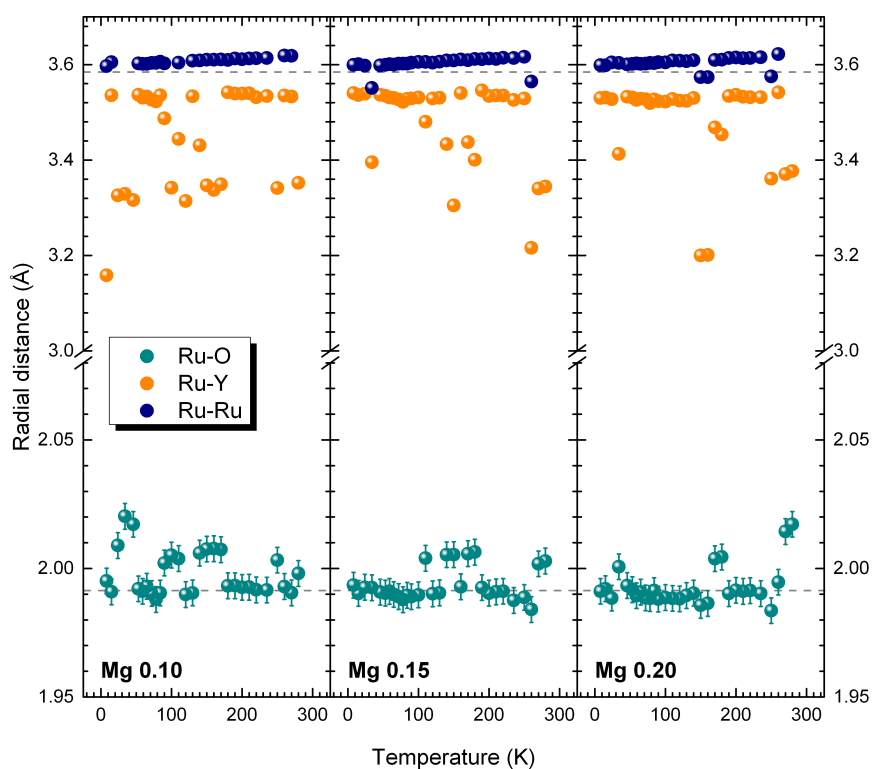 Radial distance (Å)
3.6
3.4
3.2
3.0
2.05
2.00
1.95
3.6
3.4
3.2
3.0
2.05
2.00
1.95
Ru-O
Ru-Y
Ru-Ru
Mg 0.10
Mg 0.15
Mg 0.20
0 100 200 300 0 100 200 300 0 100 200 300
Temperature (K)